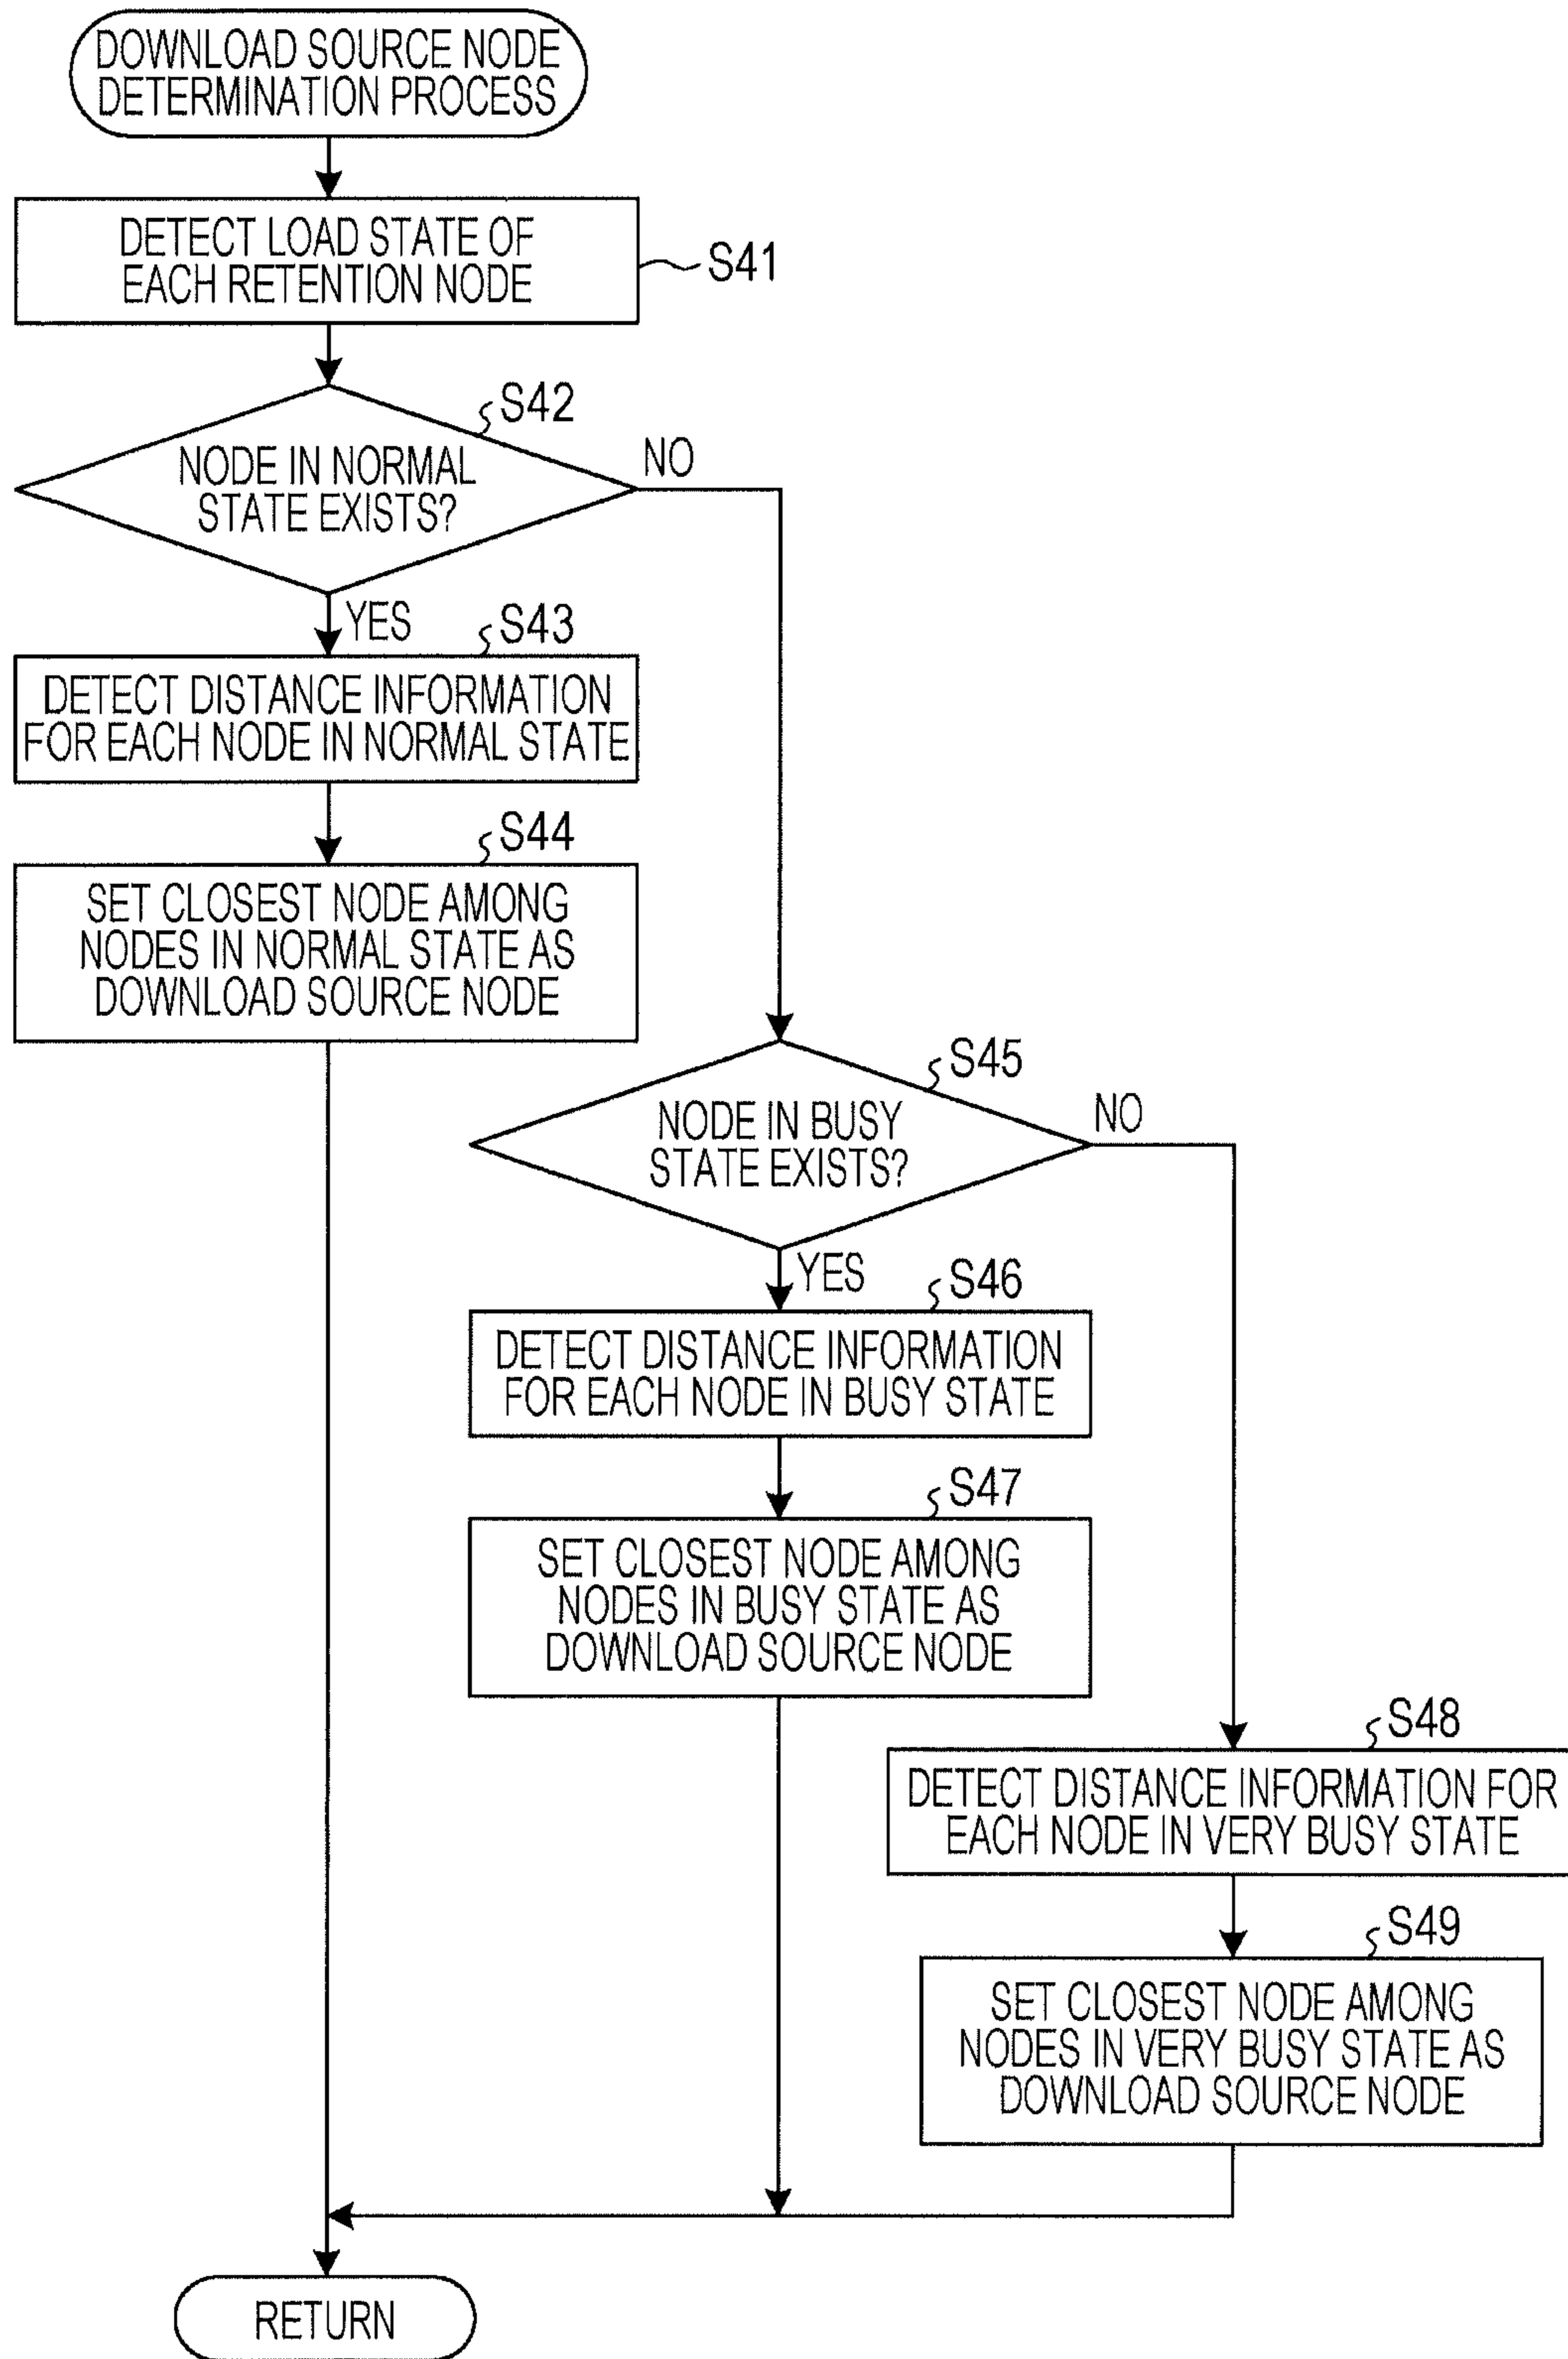 DOWNLOAD SOURCE NODE
DETERMINATION PROCESS
DETECT LOAD STATE OF
EACH RETENTION NODE
S41
S42
NODE IN NORMAL
STATE EXISTS?
NO
YES
S43
DETECT DISTANCE INFORMATION
FOR EACH NODE IN NORMAL STATE
S44
SET CLOSEST NODE AMONG
NODES IN NORMAL STATE AS
DOWNLOAD SOURCE NODE
S45
NODE IN BUSY
STATE EXISTS?
NO
YES
S46
DETECT DISTANCE INFORMATION
FOR EACH NODE IN BUSY STATE
S47
SET CLOSEST NODE AMONG
NODES IN BUSY STATE AS
DOWNLOAD SOURCE NODE
S48
DETECT DISTANCE INFORMATION FOR
EACH NODE IN VERY BUSY STATE
S49
SET CLOSEST NODE AMONG
NODES IN VERY BUSY STATE AS
DOWNLOAD SOURCE NODE
RETURN